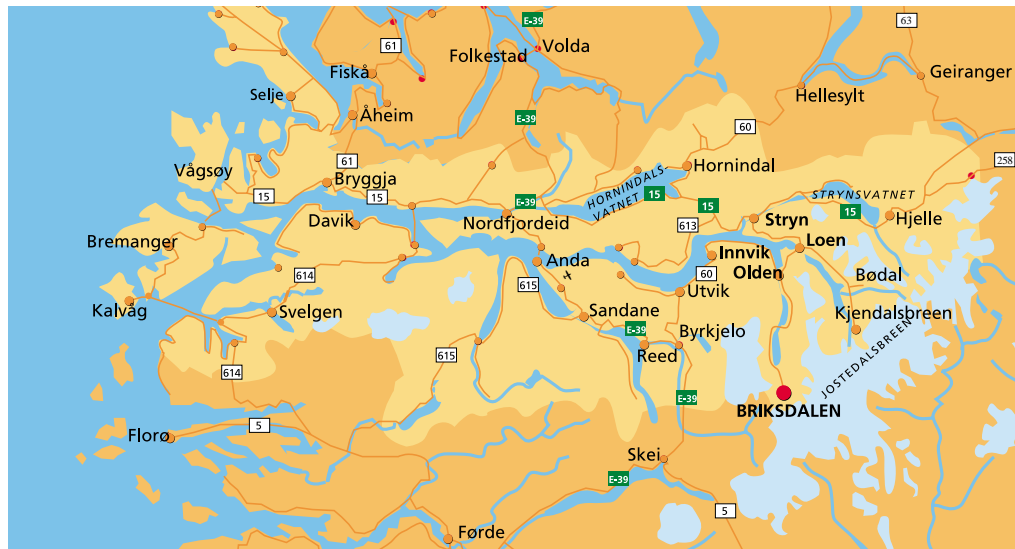 E-39
63
61
Folkestad
Volda
Fiskå
Geiranger
Selje
Hellesylt
Åheim
E-39
60
61
Hornindal
258
Vågsøy
Bryggja
HORNINDALS
VATNET
STRYNSVATNET
15
15
E-39
15
15
15
Davik
Nordfjordeid
613
Stryn
Hjelle
Bremanger
Loen
Innvik
Anda
Olden
60
Bødal
614
615
Utvik
Kalvåg
Svelgen
Sandane
Kjendalsbreen
E-39
Byrkjelo
615
Reed
614
JOSTEDALSBREEN
E-39
BRIKSDALEN
5
Florø
Skei
E-39
5
Førde